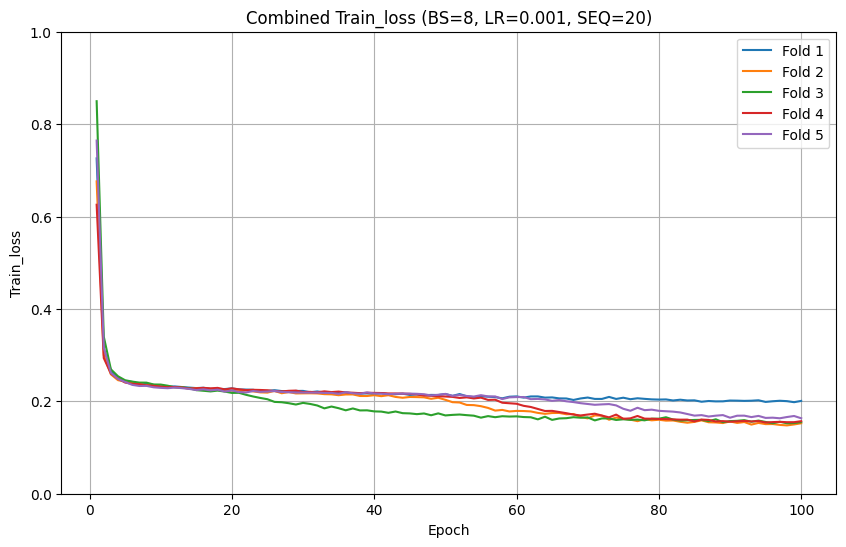 Combined Train_loss (BS=8, LR=0.001, SEQ=20)
1.0
0.8
0.6
0.4
0.2
0.0
Train_loss
Fold 1
Fold 2
Fold 3
Fold 4
Fold 5
0
20
40
60
80
100
Epoch